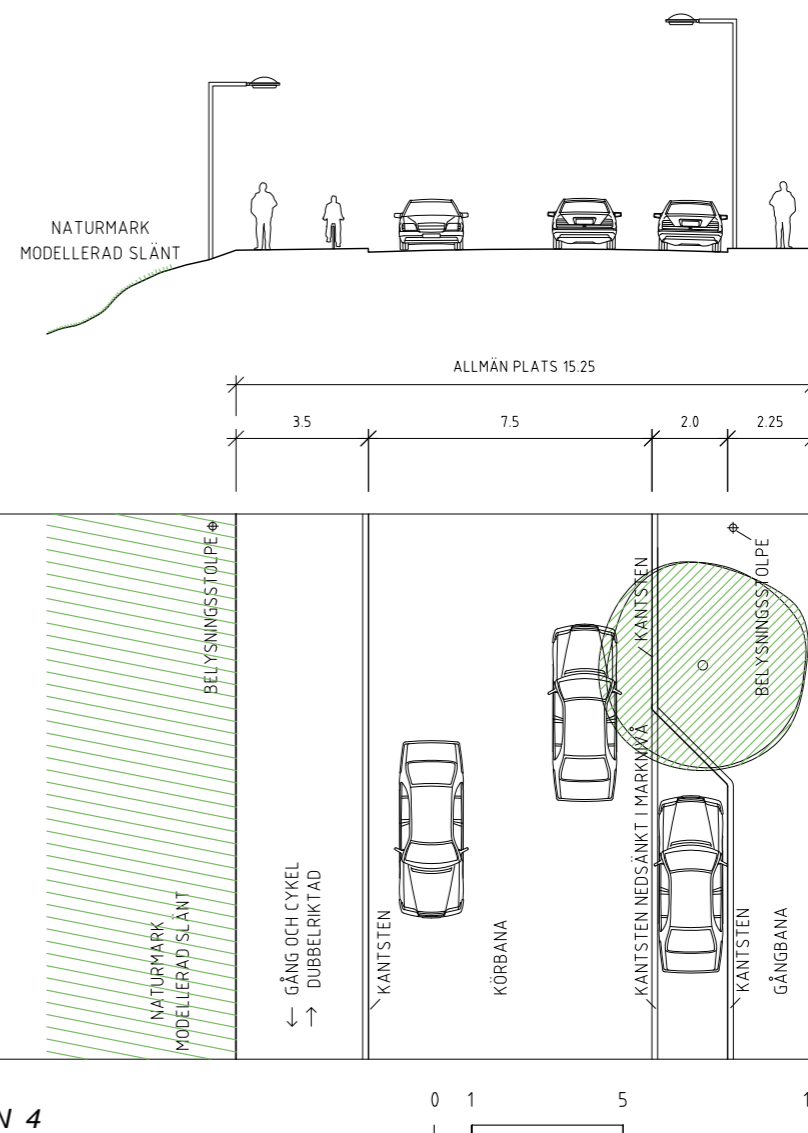 NATURMARK
MODELLERAD SLÄNT
ALLMÄN PLATS 15.25
3.5 7.5 2.0 2.25
BELYSNINGSSTOLPE
KANTSTEN
BELYSNINGSSTOLPE
NATURMARK
MODELLERAD SLÄNT
← GÅNG OCH CYKEL
→ DUBBELRIKTAD
KANTSTEN
KÖRBANA
KANTSTEN NEDSÄNKT I MARKNIVÅ
KANTSTEN
GÅNGBANA
N 4
0 1 5 1